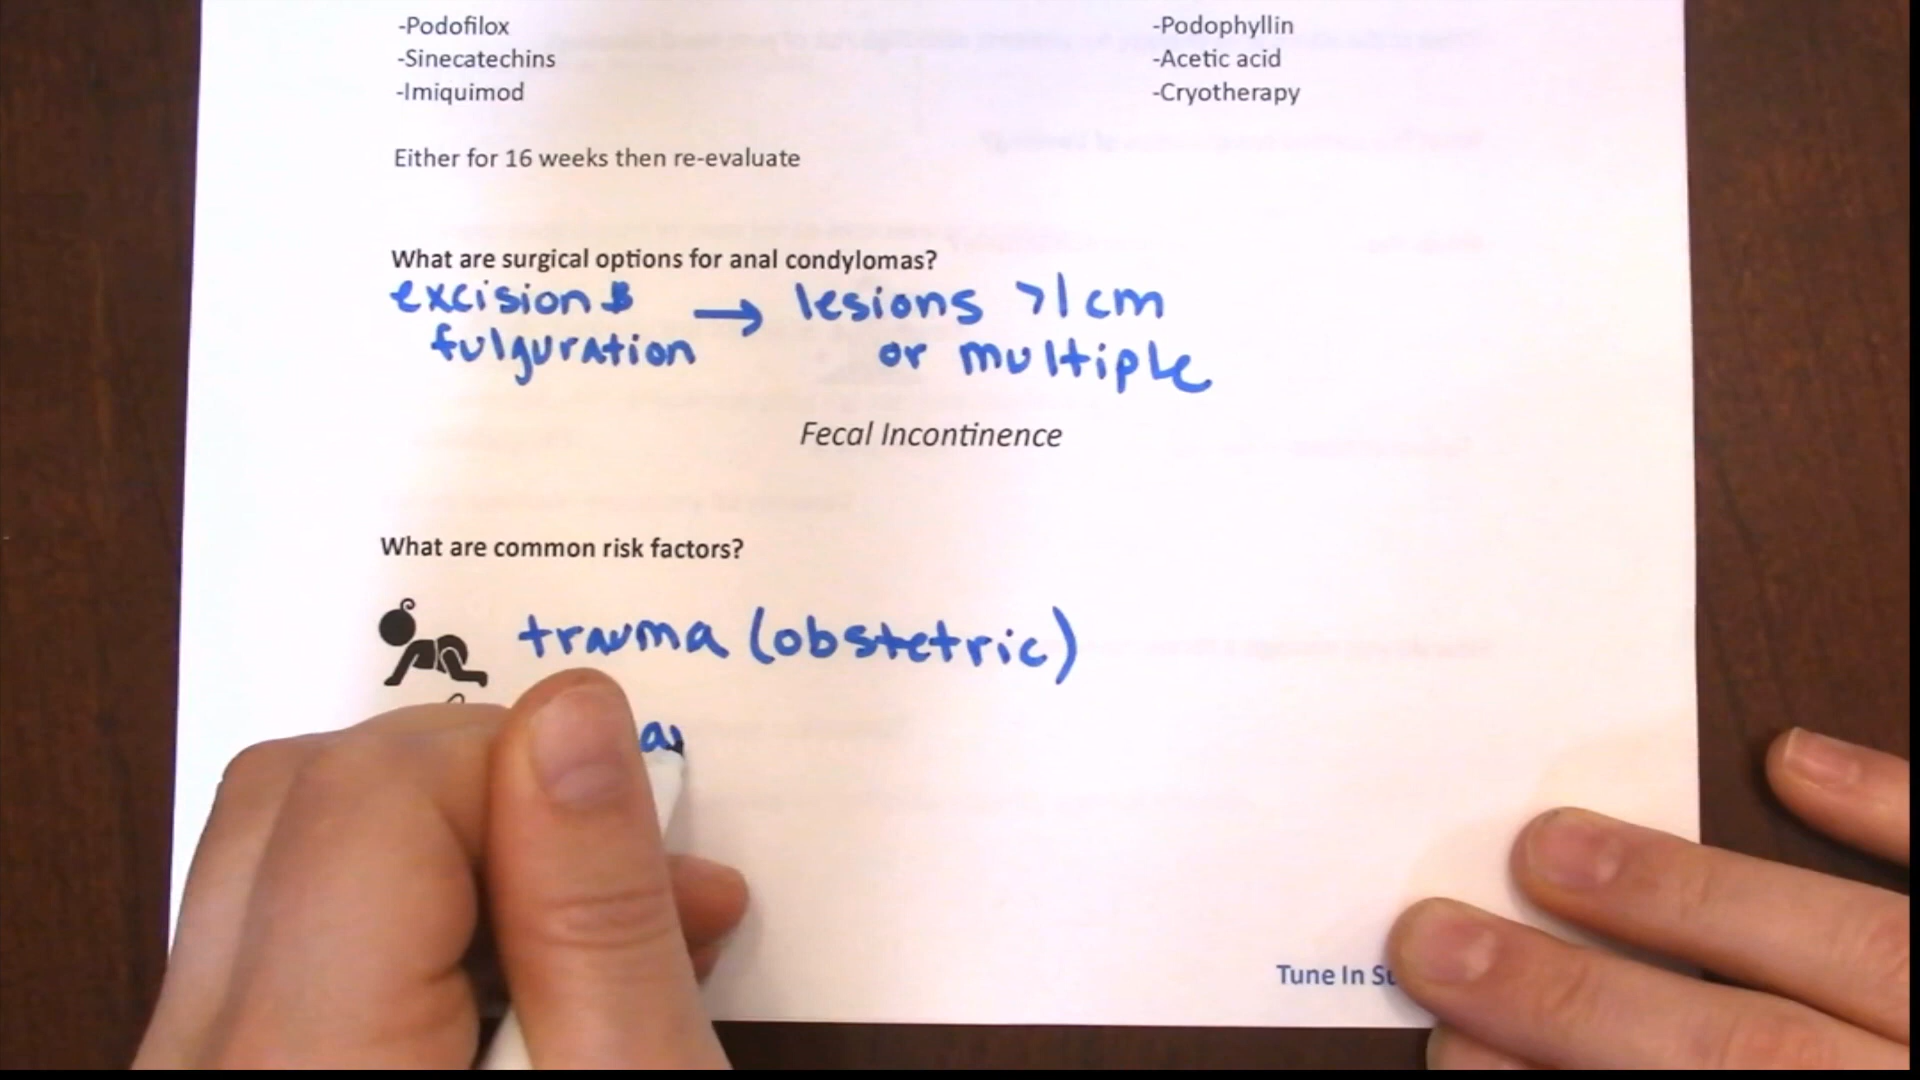 -Podofilox
-Podophyllin
-Sinecatechins
-Acetic acid
-Imiquimod
-Cryotherapy
Either for 16 weeks then re-evaluate
What are surgical options for anal condylomas?
excision & → lesions >1cm
fulguration or multiple
Fecal Incontinence
What are common risk factors?
trauma (obstetric)
Tune In